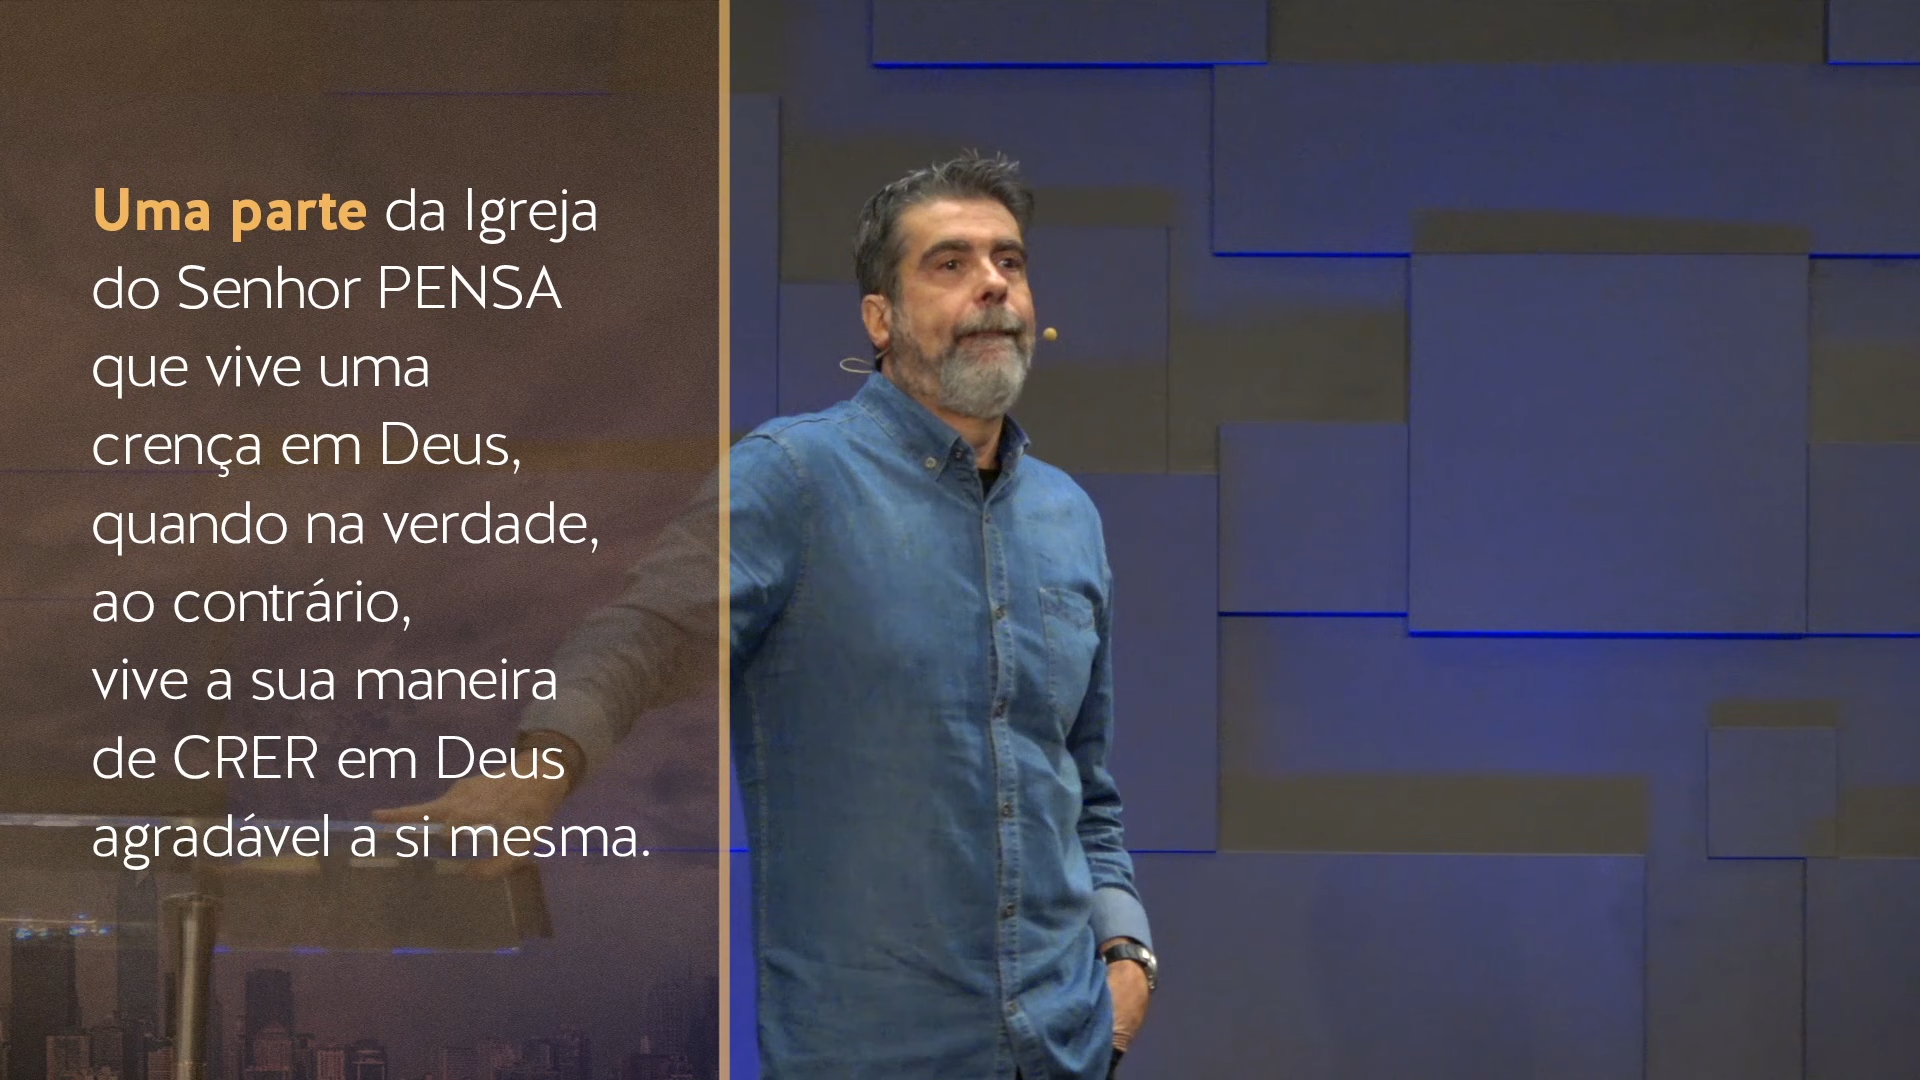 Uma parte da Igreja
do Senhor PENSA
que vive uma
crença em Deus,
quando na verdade,
ao contrário,
vive a sua maneira
de CRER em Deus
agradável a si mesma.